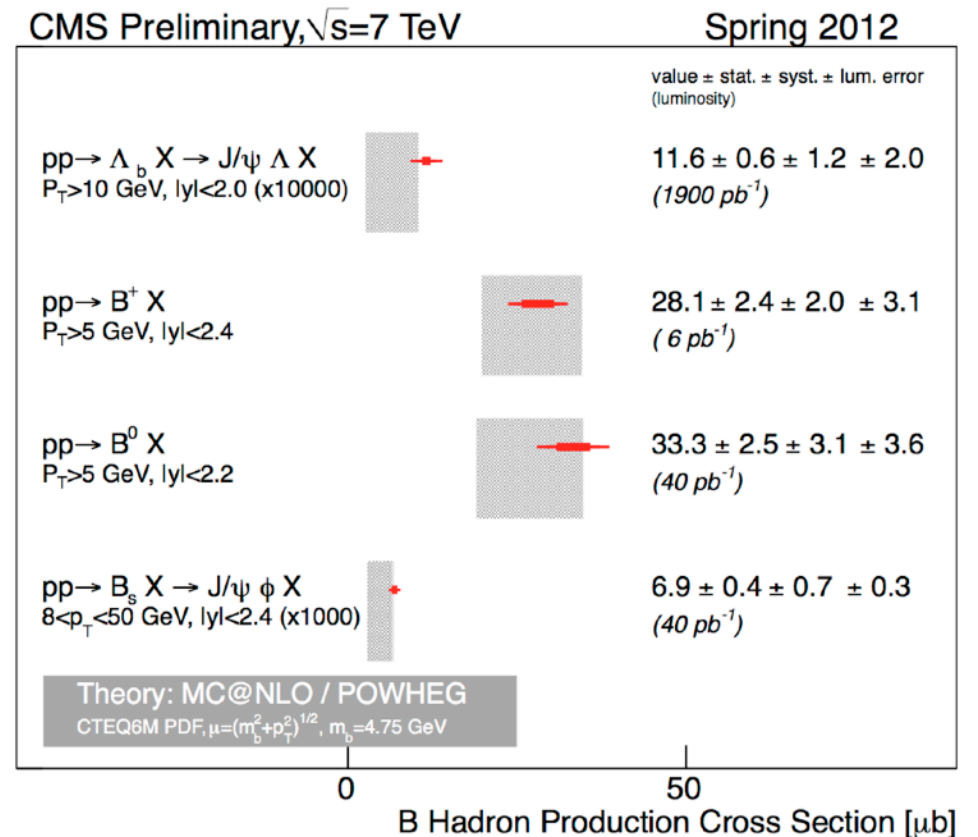 CMS Preliminary,√s=7 TeV Spring 2012
value ± stat. ± syst. ± lum. error
(luminosity)
pp→ Λ_b X → J/ψ Λ X 11.6 ± 0.6 ± 1.2 ± 2.0
P_T>10 GeV, |y|<2.0 (x10000) (1900 pb⁻¹)
pp→ B⁺ X 28.1 ± 2.4 ± 2.0 ± 3.1
P_T>5 GeV, |y|<2.4 ( 6 pb⁻¹)
pp→ B⁰ X 33.3 ± 2.5 ± 3.1 ± 3.6
P_T>5 GeV, |y|<2.2 (40 pb⁻¹)
pp→ B_s X → J/ψ ϕ X 6.9 ± 0.4 ± 0.7 ± 0.3
8<p_T<50 GeV, |y|<2.4 (x1000) (40 pb⁻¹)
Theory: MC@NLO / POWHEG
CTEQ6M PDF, μ=(m_b²+p_T²)^1/2, m_b=4.75 GeV
0 50
B Hadron Production Cross Section [μb]